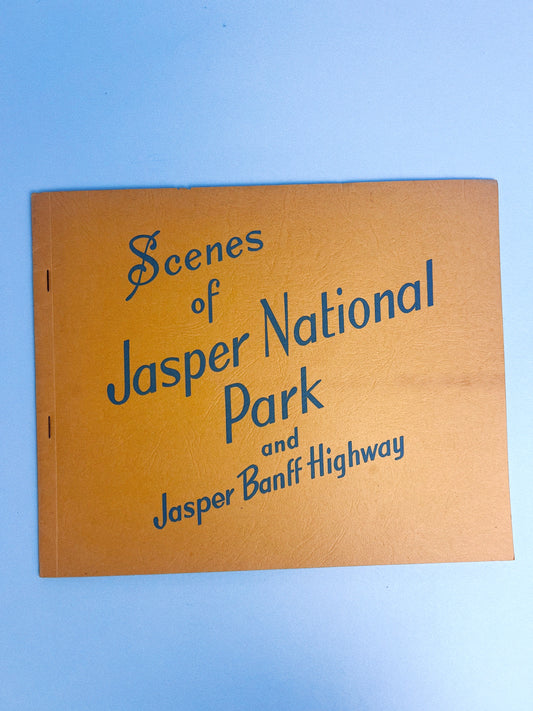 Scenes
of
Jasper National
Park
and
Jasper Banff Highway